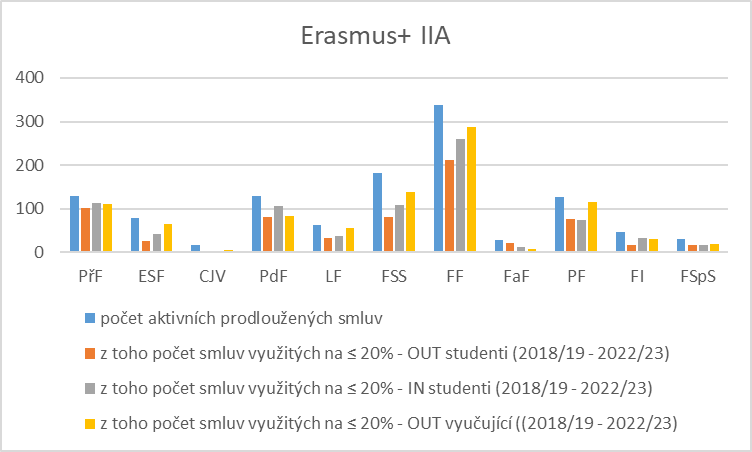 Erasmus+ IIA
400
300
200
100
0
PřF ESF CJV PdF LF FSS FF FaF PF FI FSpS
počet aktivních prodloužených smluv
z toho počet smluv využitých na ≤ 20% - OUT studenti (2018/19 - 2022/23)
z toho počet smluv využitých na ≤ 20% - IN studenti (2018/19 - 2022/23)
z toho počet smluv využitých na ≤ 20% - OUT vyučující ((2018/19 - 2022/23)